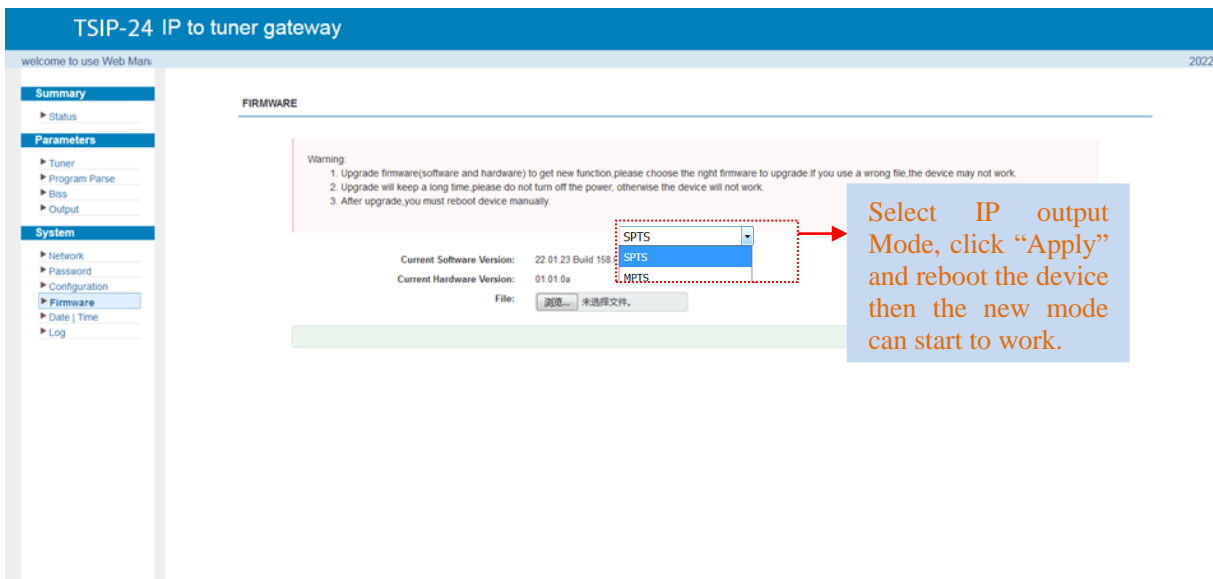 TSIP-24 IP to tuner gateway
welcome to use Web Man
2022
Summary
Status
Parameters
Tuner
Program Parse
Biss
Output
System
Network
Password
Configuration
Firmware
Date | Time
Log
FIRMWARE
Warning:
1. Upgrade firmware(software and hardware) to get new function,please choose the right firmware to upgrade.If you use a wrong file,the device may not work.
2. Upgrade will keep a long time,please do not turn off the power, otherwise the device will not work.
3. After upgrade,you must reboot device manually.
SPTS
SPTS
MPTS
Current Software Version: 22.01.23 Build 158.
Current Hardware Version: 01.01.0a
File: 浏览... 未选择文件。
Select IP output
Mode, click “Apply”
and reboot the device
then the new mode
can start to work.